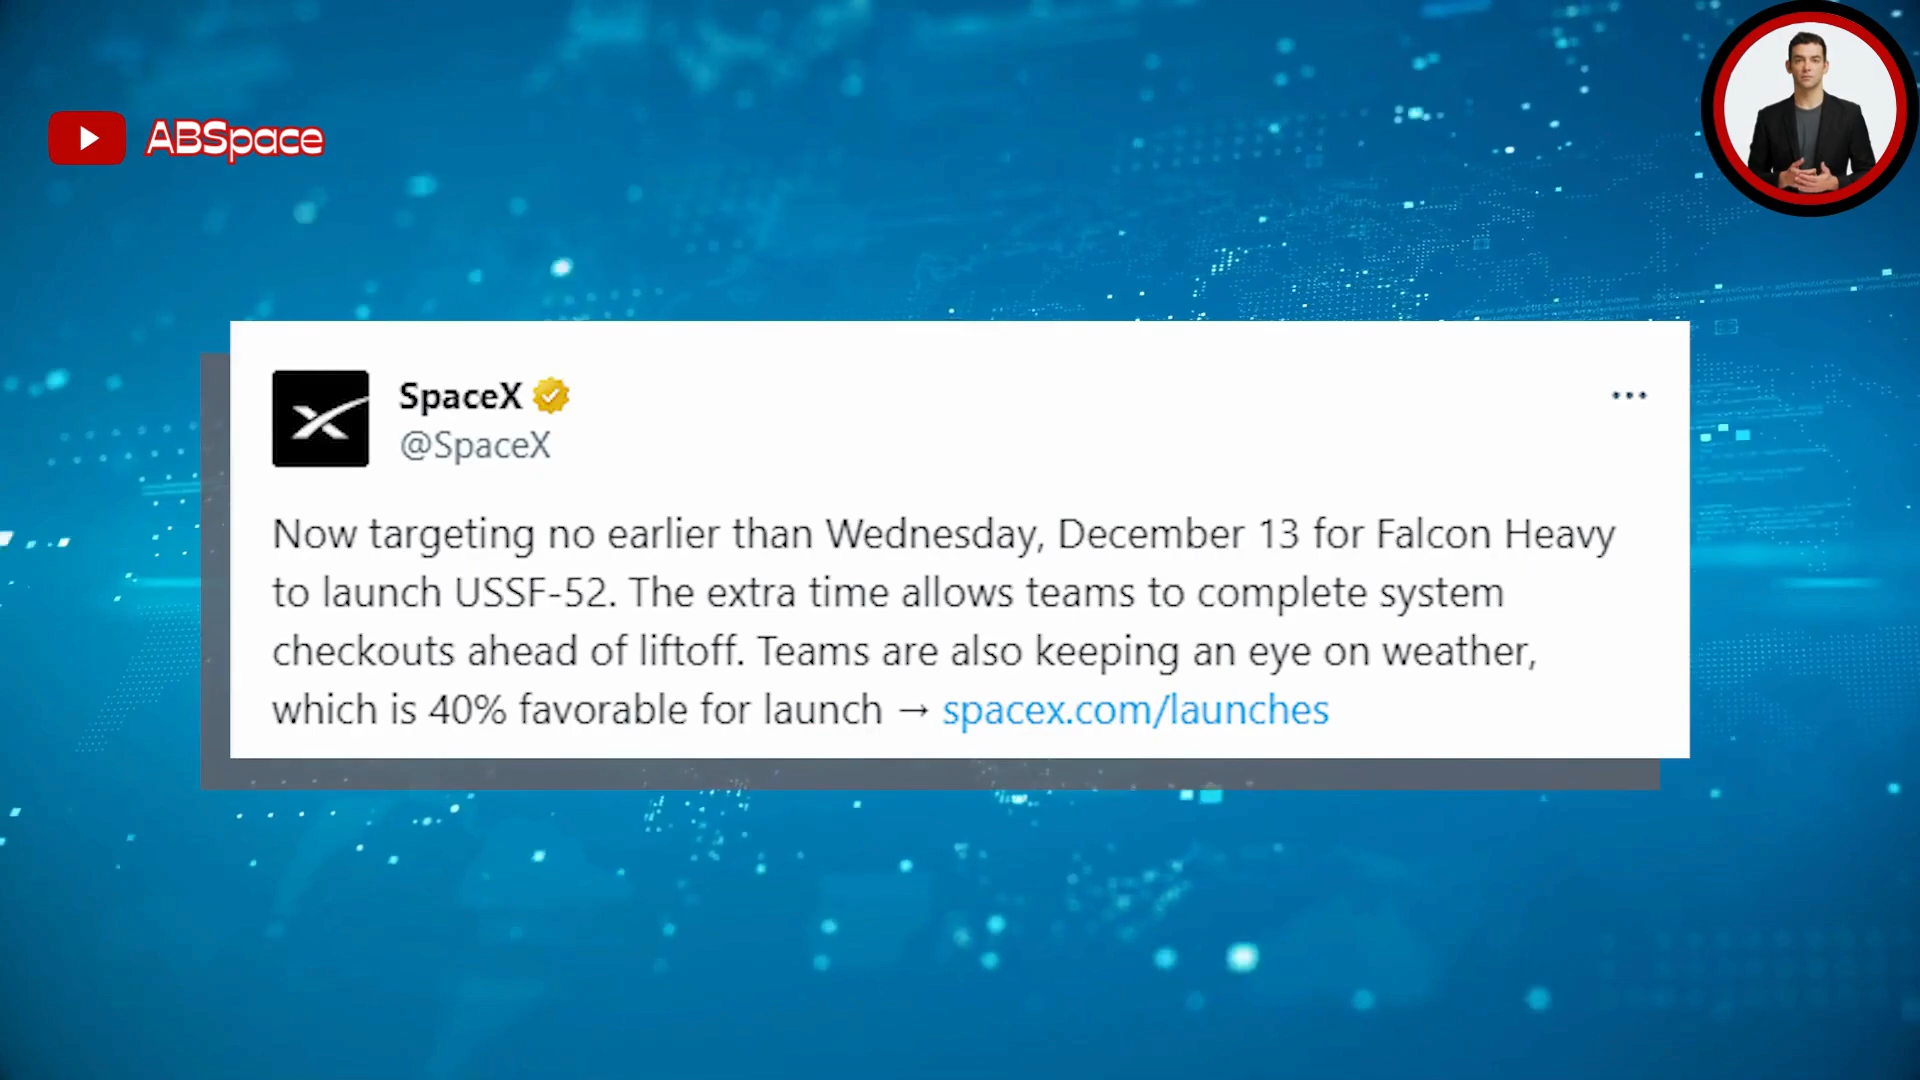 ABSpace
SpaceX
@SpaceX
Now targeting no earlier than Wednesday, December 13 for Falcon Heavy
to launch USSF-52. The extra time allows teams to complete system
checkouts ahead of liftoff. Teams are also keeping an eye on weather,
which is 40% favorable for launch → spacex.com/launches